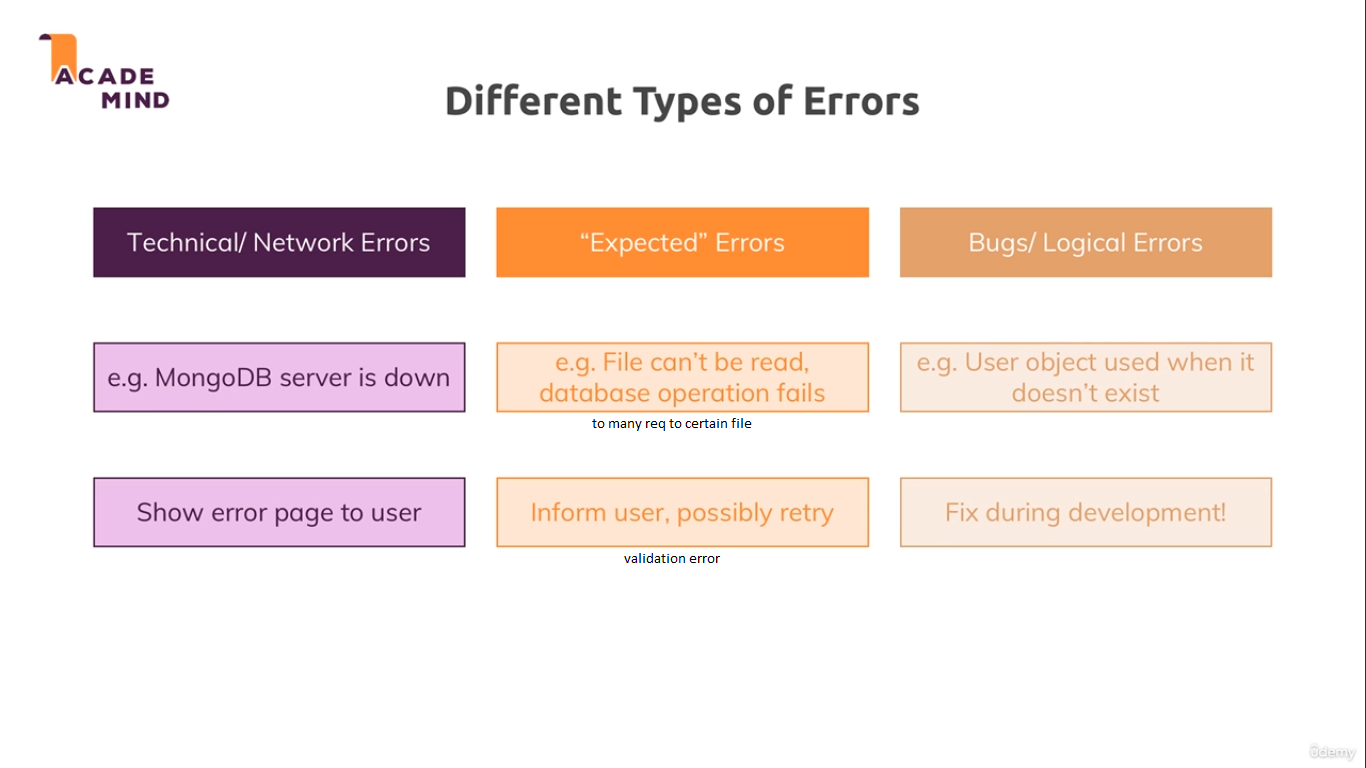 ACADE
MIND
Different Types of Errors
Technical/ Network Errors
“Expected” Errors
Bugs/ Logical Errors
e.g. MongoDB server is down
e.g. File can’t be read,
database operation fails
e.g. User object used when it
doesn’t exist
to many req to certain file
Show error page to user
Inform user, possibly retry
Fix during development!
validation error
ûdemy